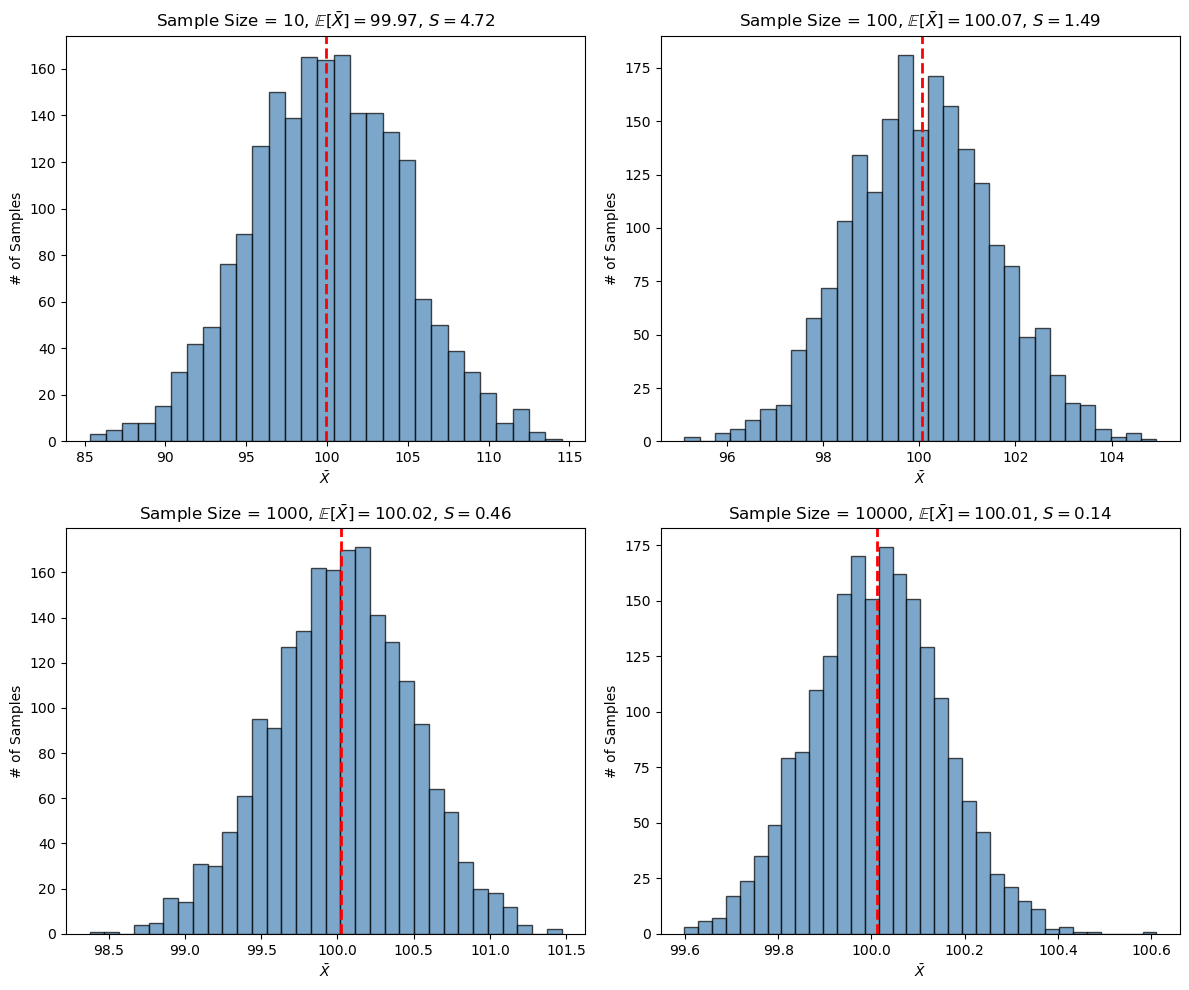 Sample Size = 10, 𝔼[X̄] = 99.97, S = 4.72
# of Samples
160
140
120
100
80
60
40
20
0
85 90 95 100 105 110 115
X̄
Sample Size = 100, 𝔼[X̄] = 100.07, S = 1.49
# of Samples
175
150
125
100
75
50
25
0
96 98 100 102 104
X̄
Sample Size = 1000, 𝔼[X̄] = 100.02, S = 0.46
# of Samples
160
140
120
100
80
60
40
20
0
98.5 99.0 99.5 100.0 100.5 101.0 101.5
X̄
Sample Size = 10000, 𝔼[X̄] = 100.01, S = 0.14
# of Samples
175
150
125
100
75
50
25
0
99.6 99.8 100.0 100.2 100.4 100.6
X̄